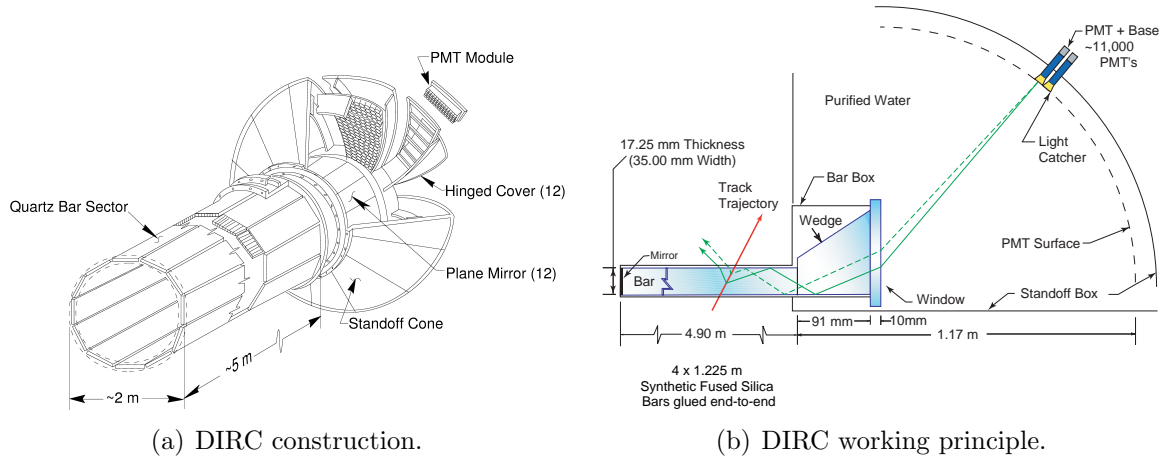 PMT Module
Hinged Cover (12)
Quartz Bar Sector
Plane Mirror (12)
Standoff Cone
~5 m
~2 m
(a) DIRC construction.
PMT + Base
~11,000
PMT's
Purified Water
Light
Catcher
17.25 mm Thickness
(35.00 mm Width)
Bar Box
Track
Trajectory
Wedge
PMT Surface
Mirror
Bar
Window
Standoff Box
91 mm
10mm
4.90 m
1.17 m
4 x 1.225 m
Synthetic Fused Silica
Bars glued end-to-end
(b) DIRC working principle.